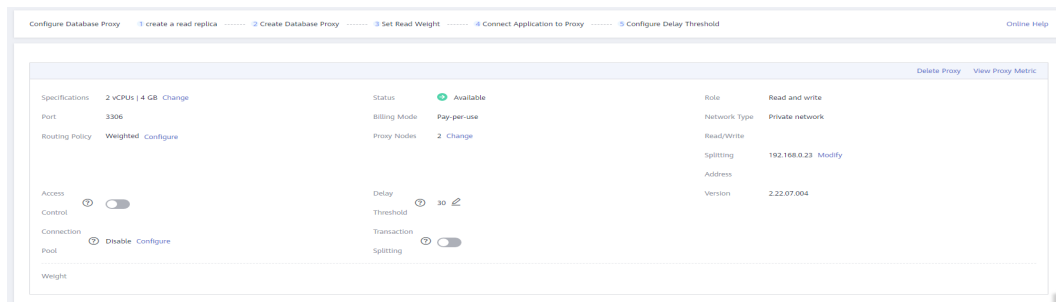 Configure Database Proxy 1 create a read replica 2 Create Database Proxy 3 Set Read Weight 4 Connect Application to Proxy 5 Configure Delay Threshold Online Help
Delete Proxy View Proxy Metric
Specifications 2 vCPUs | 4 GB Change Status Available Role Read and write
Port 3306 Billing Mode Pay-per-use Network Type Private network
Routing Policy Weighted Configure Proxy Nodes 2 Change Read/Write
Splitting 192.168.0.23 Modify
Address
Access Delay Version 2.22.07.004
? ? 30
Control Threshold
Connection Transaction
? Disable Configure ?
Pool Splitting
Weight